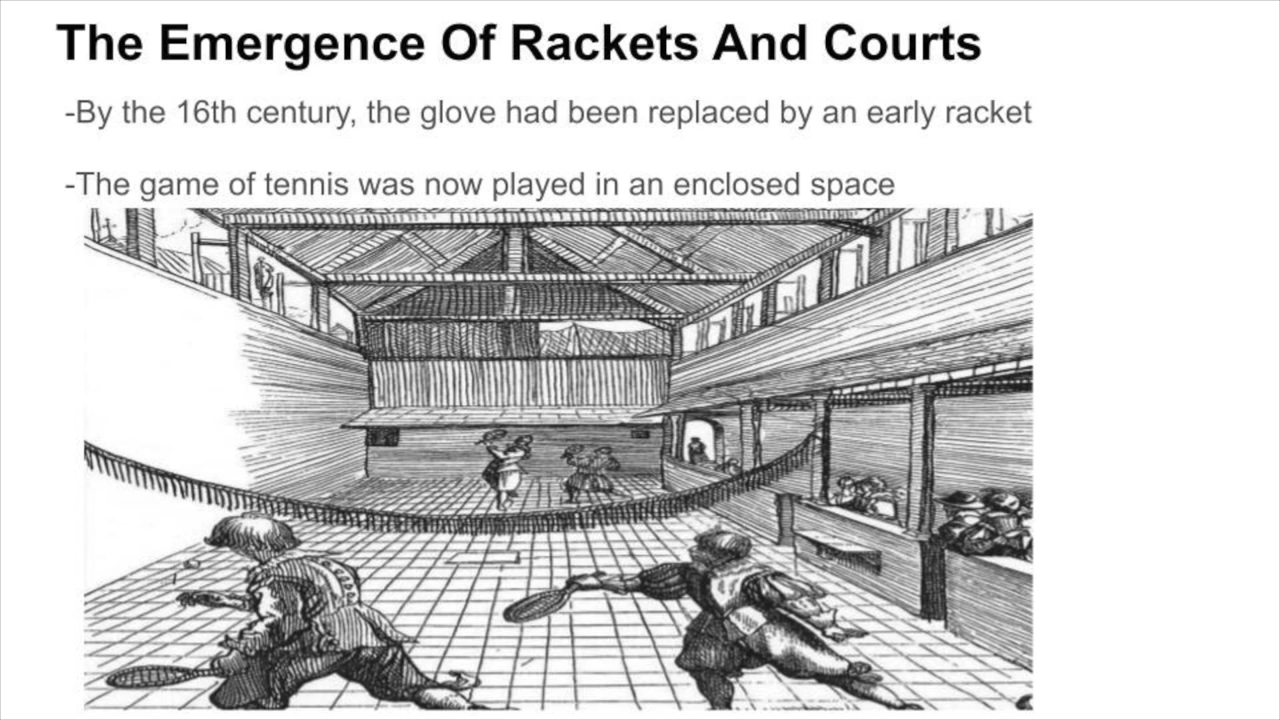 The Emergence Of Rackets And Courts
-By the 16th century, the glove had been replaced by an early racket
-The game of tennis was now played in an enclosed space